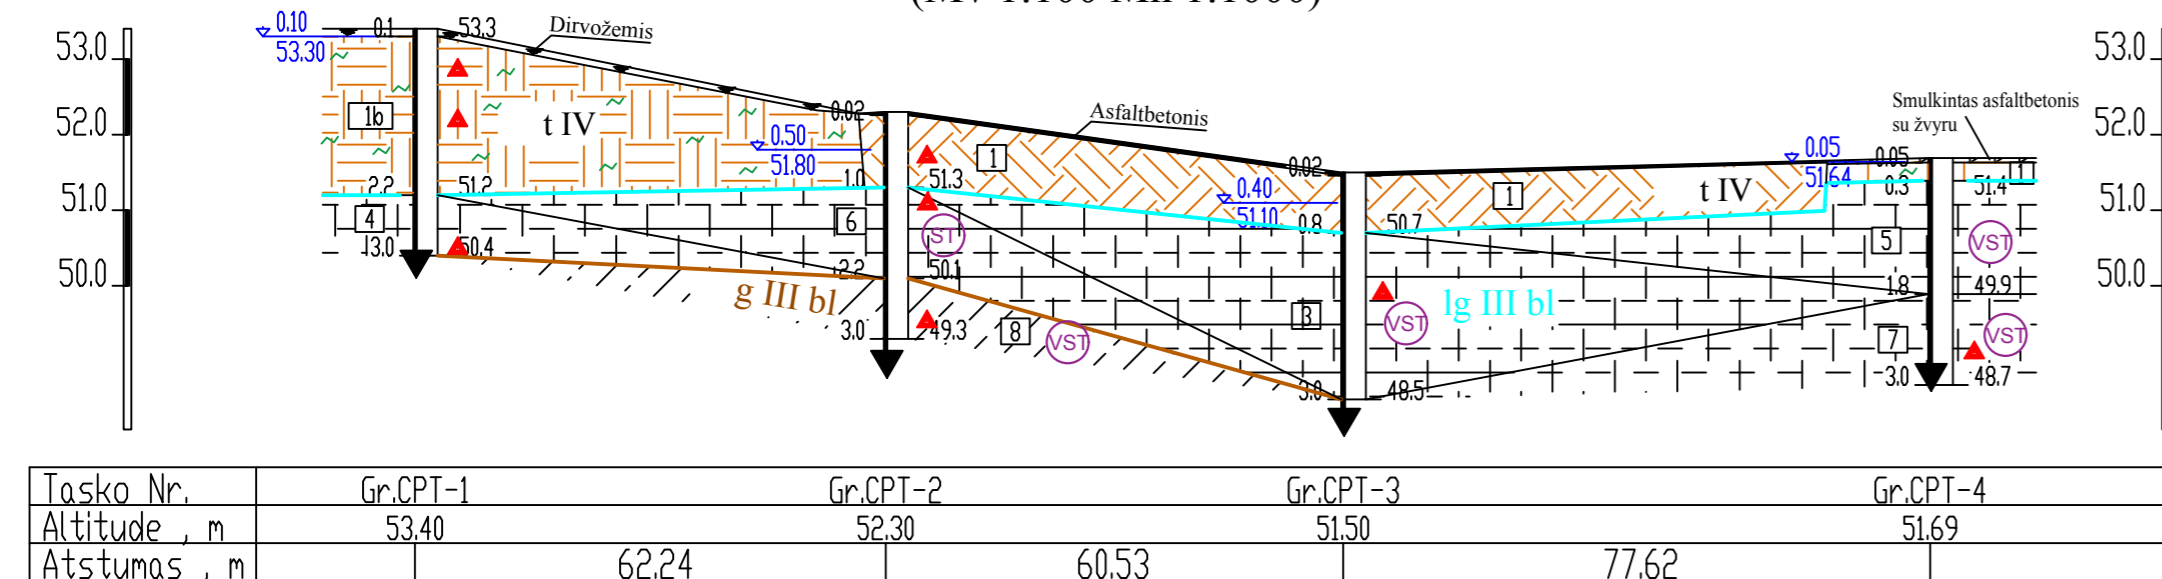 53.0
52.0
51.0
50.0
0.10
53.30
0.1
53.3
Dirvožemis
1b
t IV
2.2
51.2
4
3.0
50.4
0.02
0.50
51.80
1.0
51.3
6
ST
2.2
50.1
g III bl
3.0
49.3
8
VST
Asfaltbetonis
1
0.02
0.40
51.10
0.8
50.7
3
VST
3.0
48.5
lg III bl
1
t IV
0.05
51.64
0.05
0.3
51.4
1
5
VST
1.8
49.9
7
VST
3.0
48.7
Smulkintas asfaltbetonis
su žvyru
53.0
52.0
51.0
50.0
Tasko Nr. Gr.CPT-1 Gr.CPT-2 Gr.CPT-3 Gr.CPT-4
Altitude , m 53.40 52.30 51.50 51.69
Atstumas , m 62.24 60.53 77.62